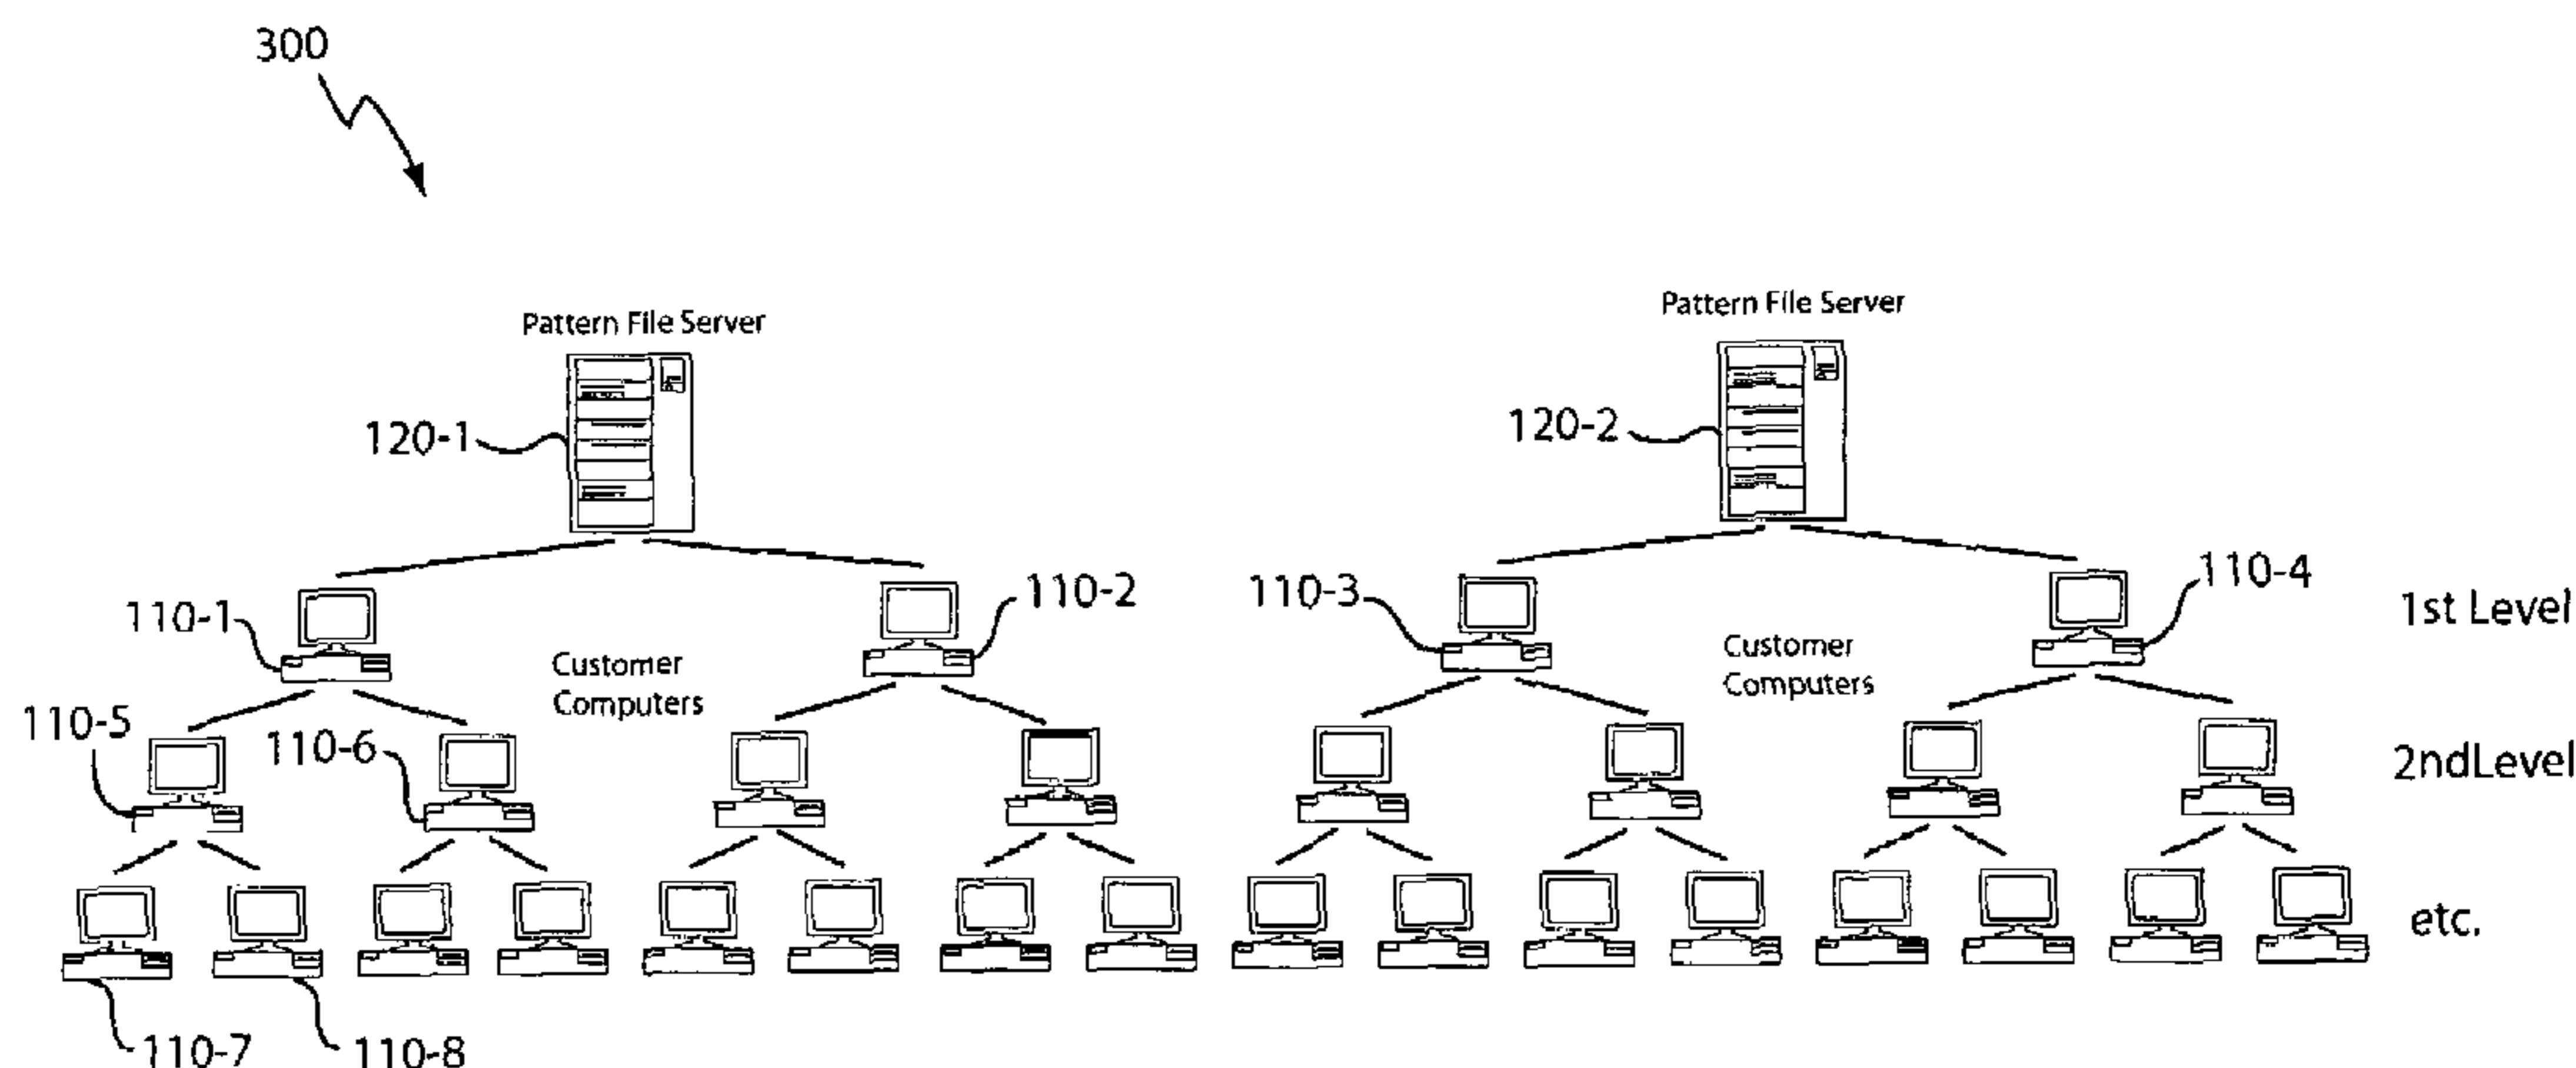 300
Pattern File Server
Pattern File Server
120-1
120-2
110-1
110-2
110-3
110-4
1st Level
Customer
Computers
Customer
Computers
110-5
110-6
2ndLevel
etc.
110-7
110-8